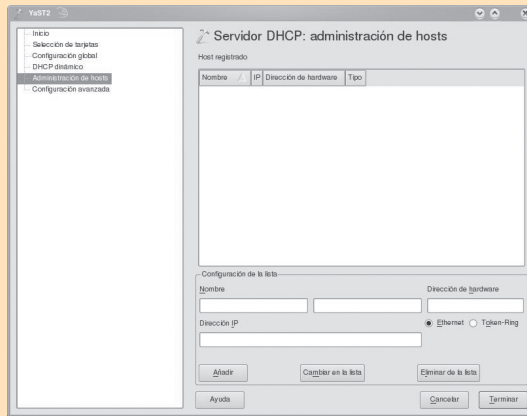 YaST2
Inicio
Selección de tarjetas
Configuración global
DHCP dinámico
Administración de hosts
Configuración avanzada
Servidor DHCP: administración de hosts
Host registrado
Nombre IP Dirección de hardware Tipo
Configuración de la lista
Nombre Dirección de hardware
Dirección IP Ethernet Token-Ring
Añadir Cambiar en la lista Eliminar de la lista
Ayuda Cancelar Terminar